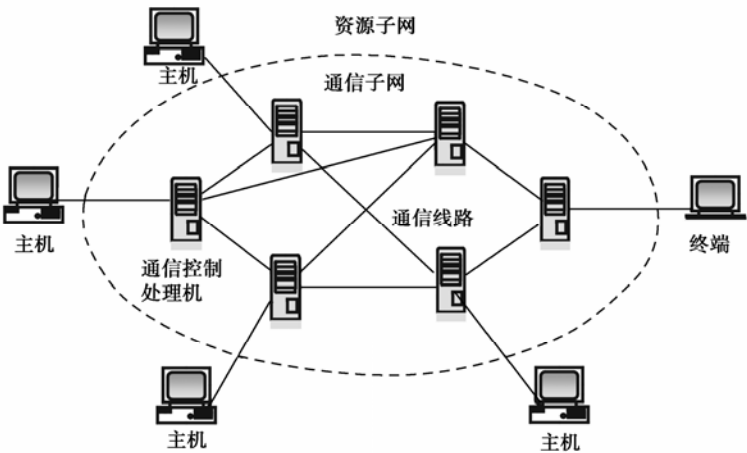 资源子网
主机
通信子网
主机
通信线路
终端
通信控制
处理机
主机
主机